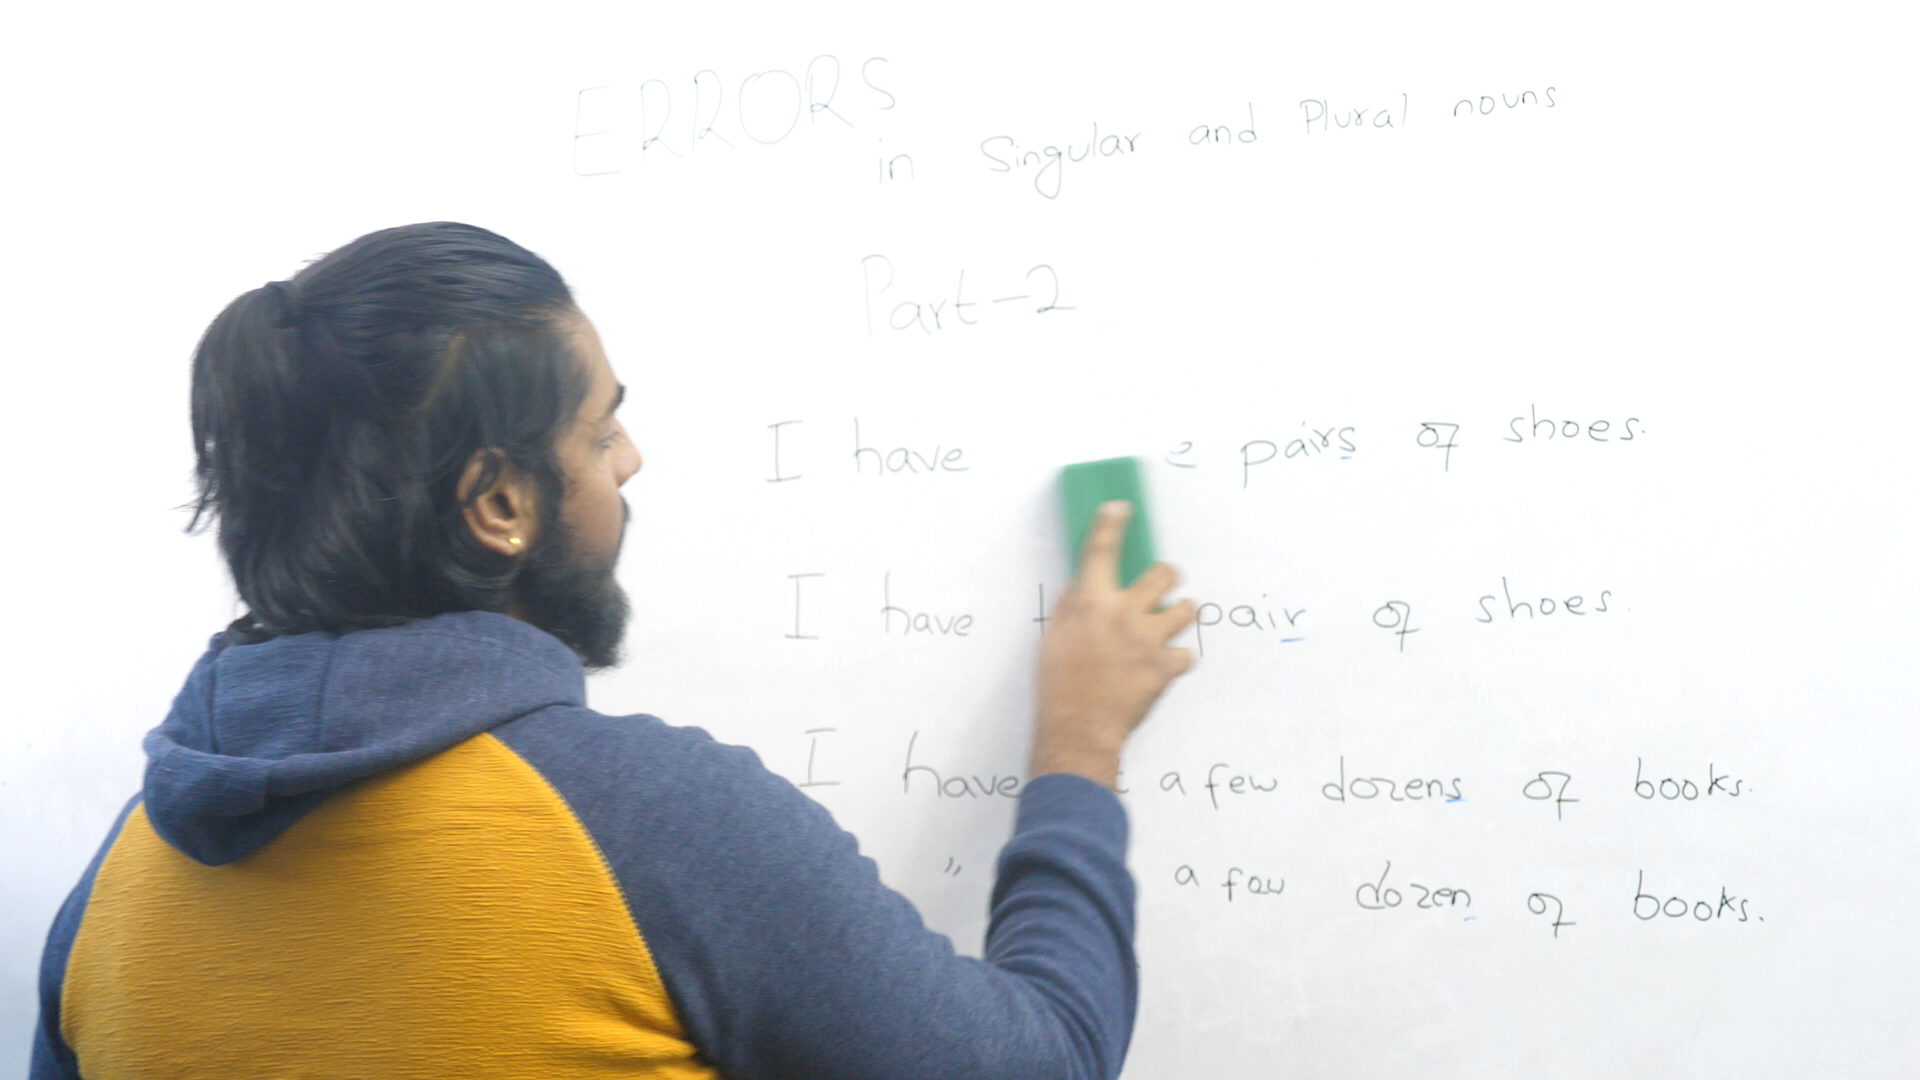 ERRORS
in Singular and Plural nouns
Part-2
I have pairs of shoes.
I have pair of shoes.
I have a few dozens of books.
" a few dozen of books.